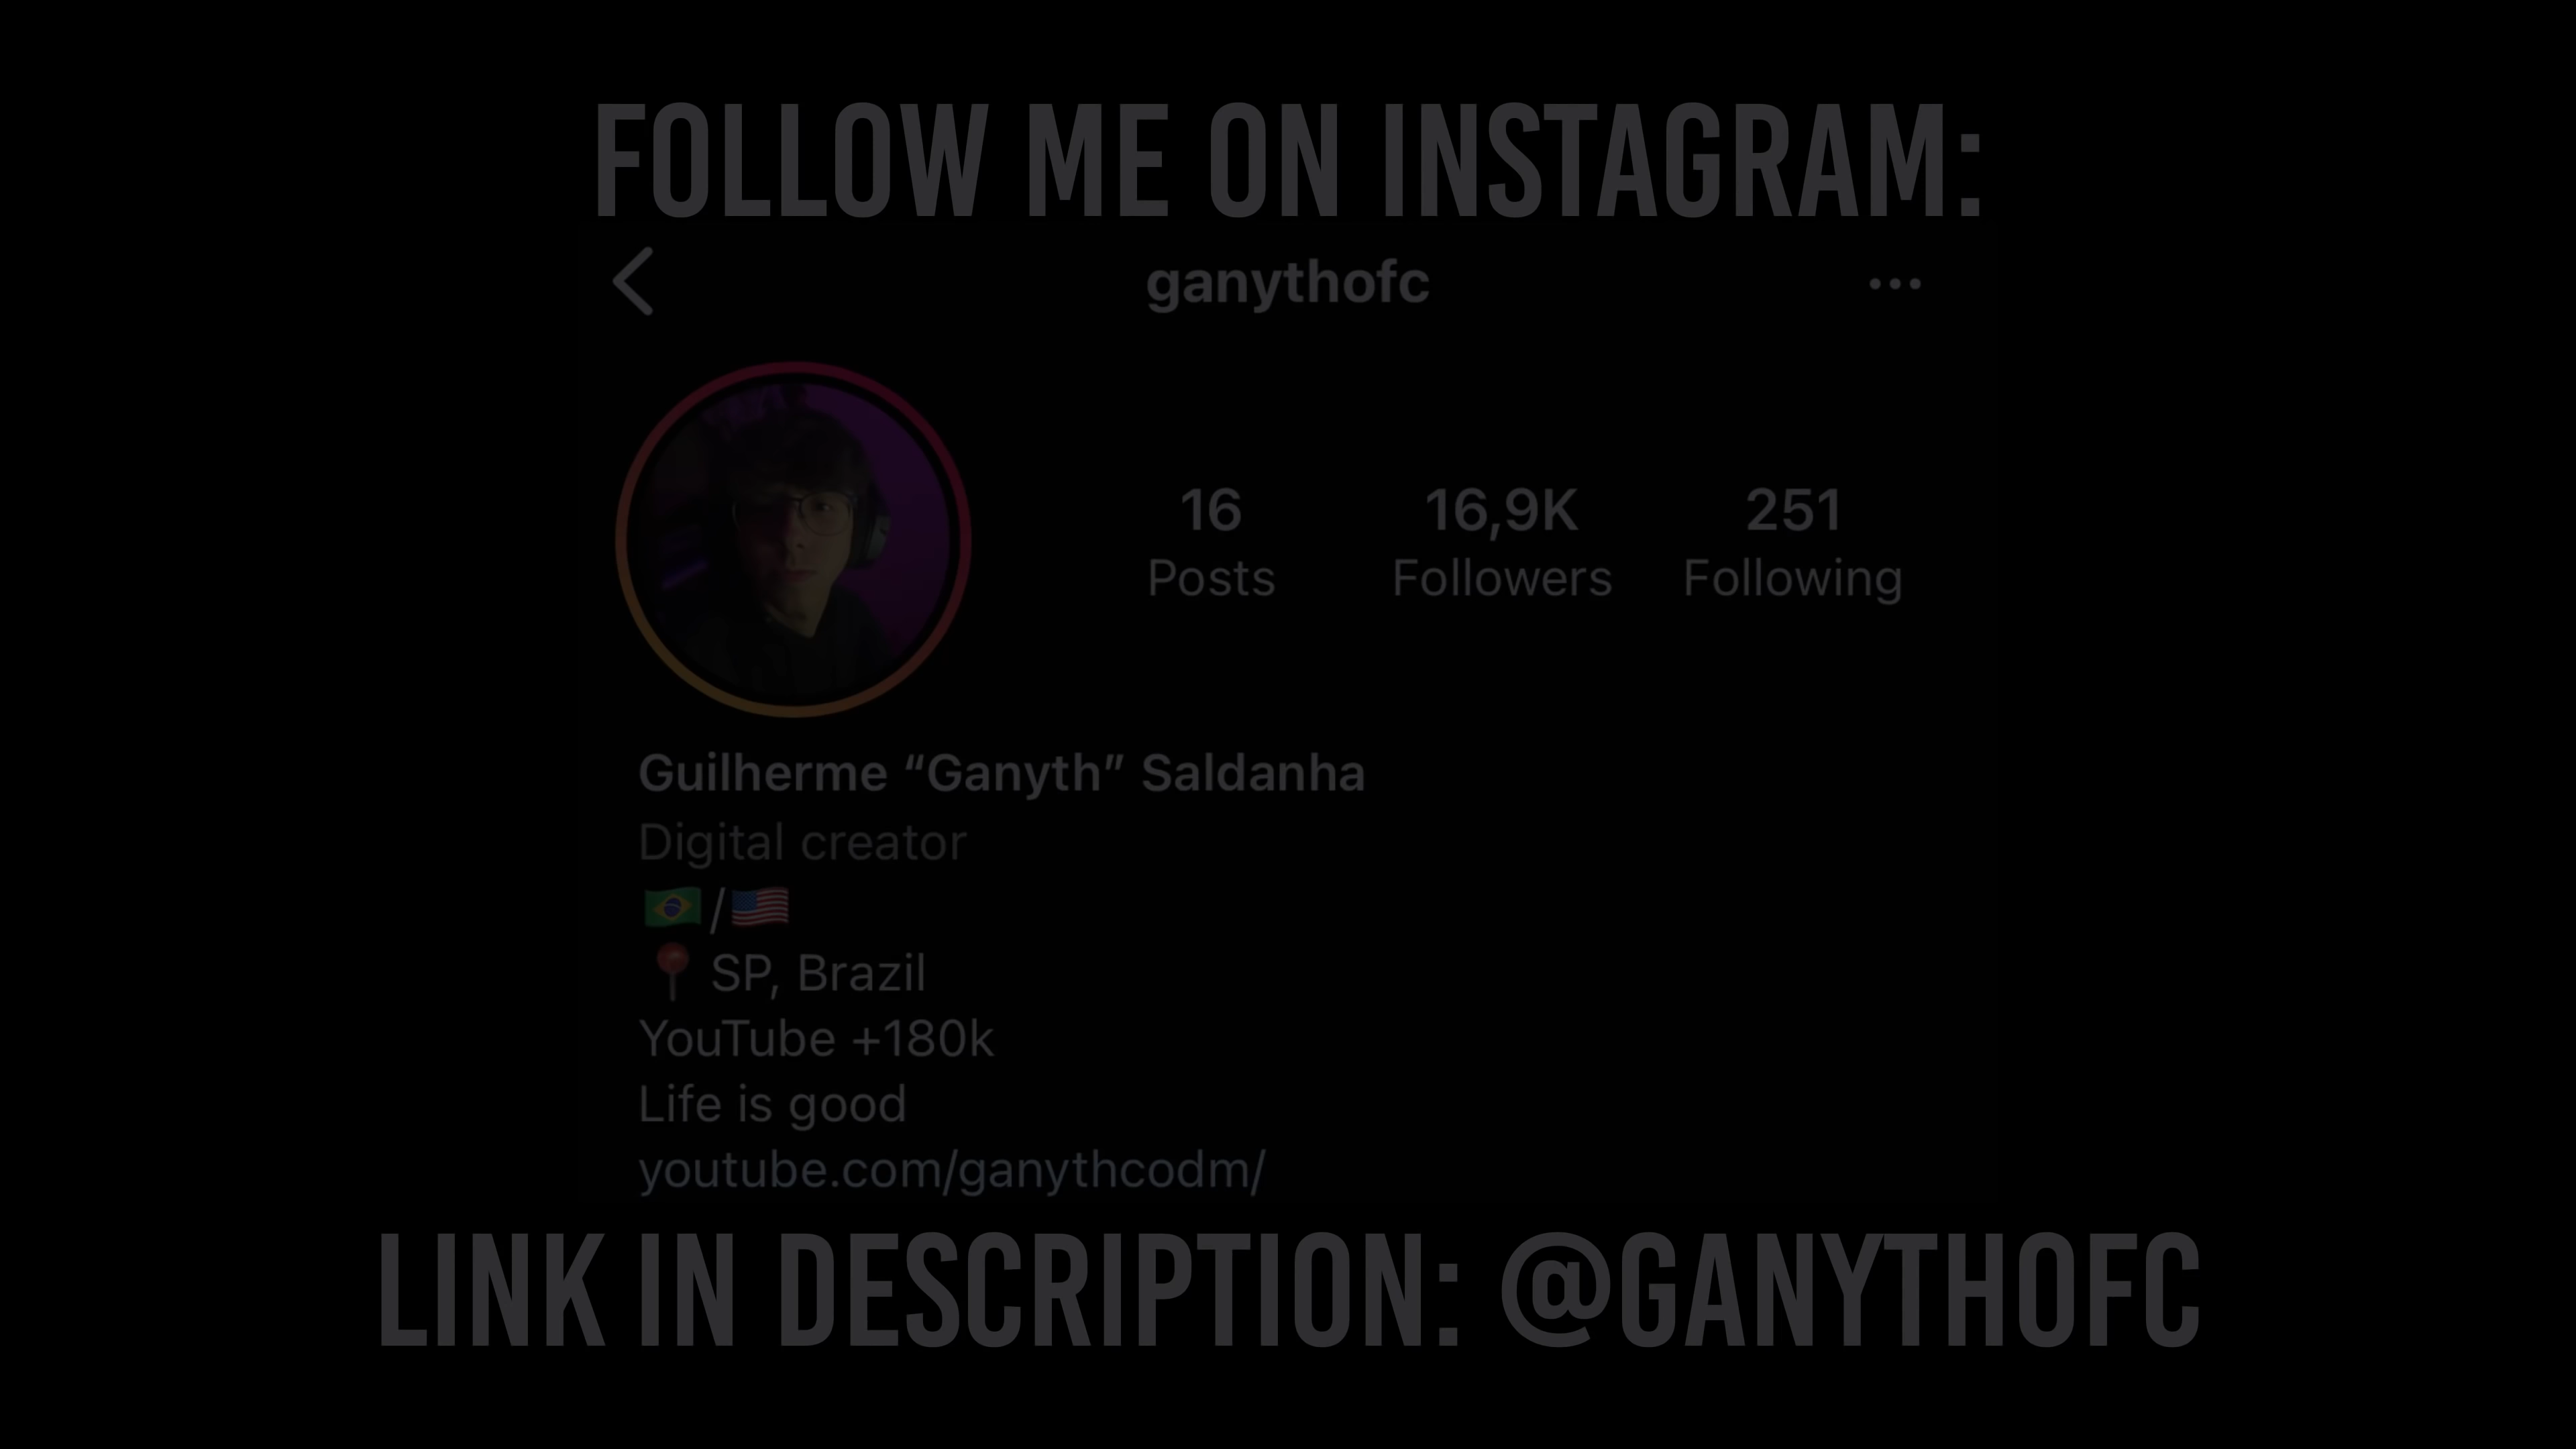 FOLLOW ME ON INSTAGRAM:
ganythofc
16 16,9K 251
Posts Followers Following
Guilherme “Ganyth” Saldanha
Digital creator
🇧🇷/🇺🇸
📍 SP, Brazil
YouTube +180k
Life is good
youtube.com/ganythcodm/
LINK IN DESCRIPTION: @GANYTHOFC